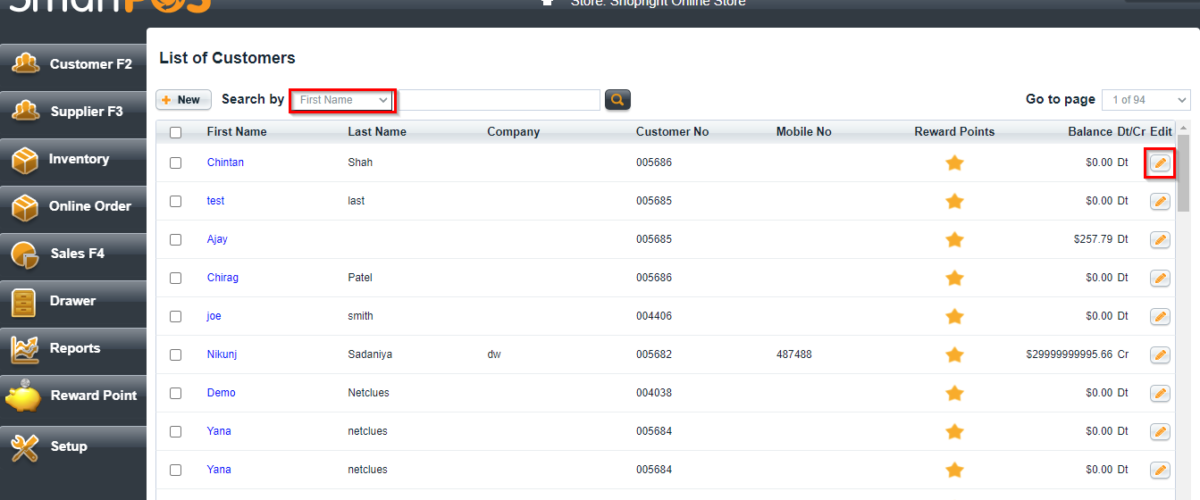 SmartPOS
Store: Shopright Online Store
Customer F2
Supplier F3
Inventory
Online Order
Sales F4
Drawer
Reports
Reward Point
Setup
List of Customers
New Search by First Name Go to page 1 of 94
First Name Last Name Company Customer No Mobile No Reward Points Balance Dt/Cr Edit
Chintan Shah 005686 $0.00 Dt
test last 005685 $0.00 Dt
Ajay 005685 $257.79 Dt
Chirag Patel 005686 $0.00 Dt
joe smith 004406 $0.00 Dt
Nikunj Sadaniya dw 005682 487488 $29999999995.66 Cr
Demo Netclues 004038 $0.00 Dt
Yana netclues 005684 $0.00 Dt
Yana netclues 005684 $0.00 Dt